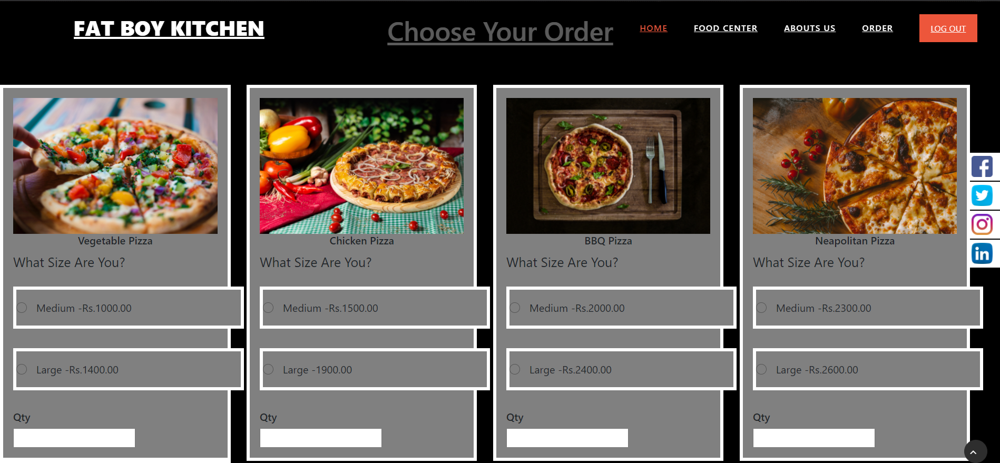 FAT BOY KITCHEN
Choose Your Order
HOME
FOOD CENTER
ABOUTS US
ORDER
LOG OUT
Vegetable Pizza
What Size Are You?
Medium -Rs.1000.00
Large -Rs.1400.00
Qty
Chicken Pizza
What Size Are You?
Medium -Rs.1500.00
Large -1900.00
Qty
BBQ Pizza
What Size Are You?
Medium -Rs.2000.00
Large -Rs.2400.00
Qty
Neapolitan Pizza
What Size Are You?
Medium -Rs.2300.00
Large -Rs.2600.00
Qty
f
in